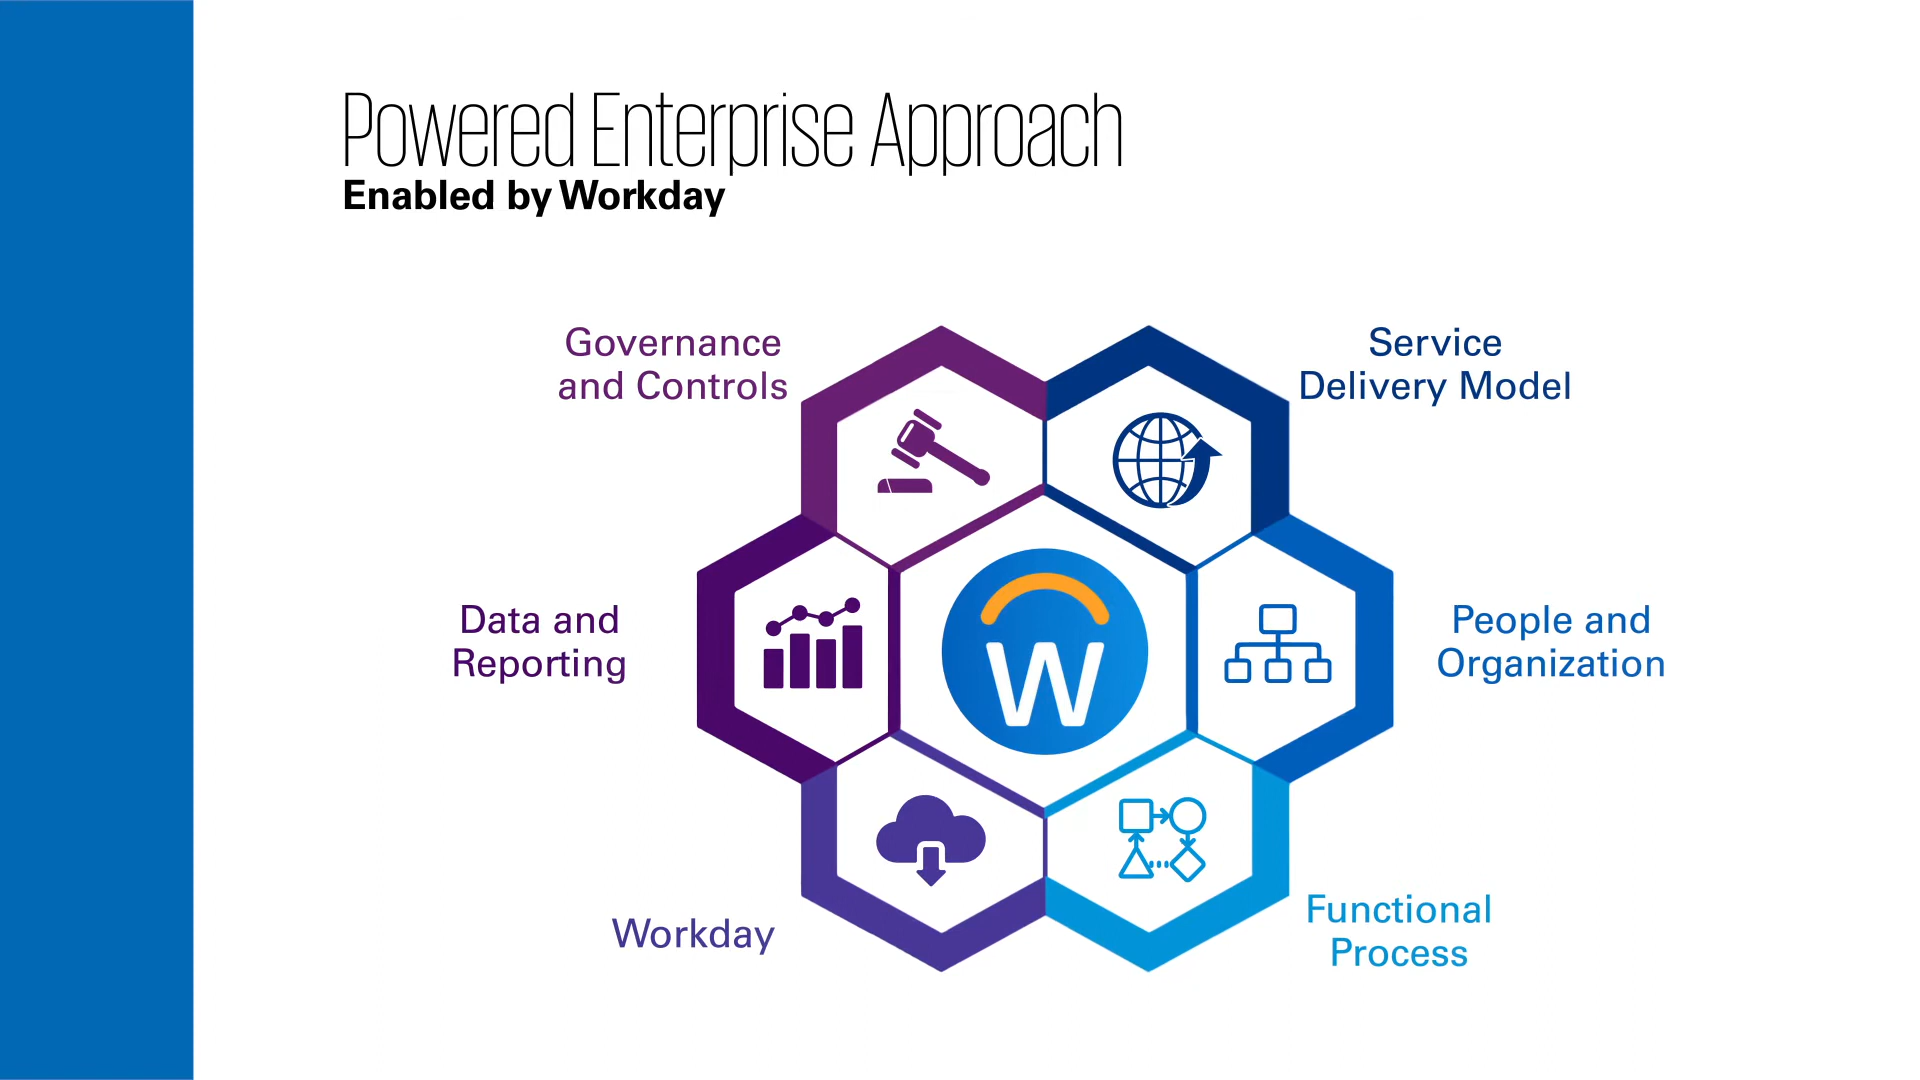 Powered Enterprise Approach
Enabled by Workday
Governance
and Controls
Service
Delivery Model
Data and
Reporting
W
People and
Organization
Workday
Functional
Process